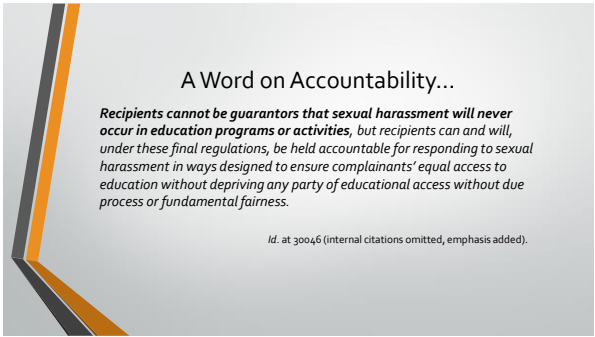 A Word on Accountability…
Recipients cannot be guarantors that sexual harassment will never
occur in education programs or activities, but recipients can and will,
under these final regulations, be held accountable for responding to sexual
harassment in ways designed to ensure complainants’ equal access to
education without depriving any party of educational access without due
process or fundamental fairness.
Id. at 30046 (internal citations omitted, emphasis added).